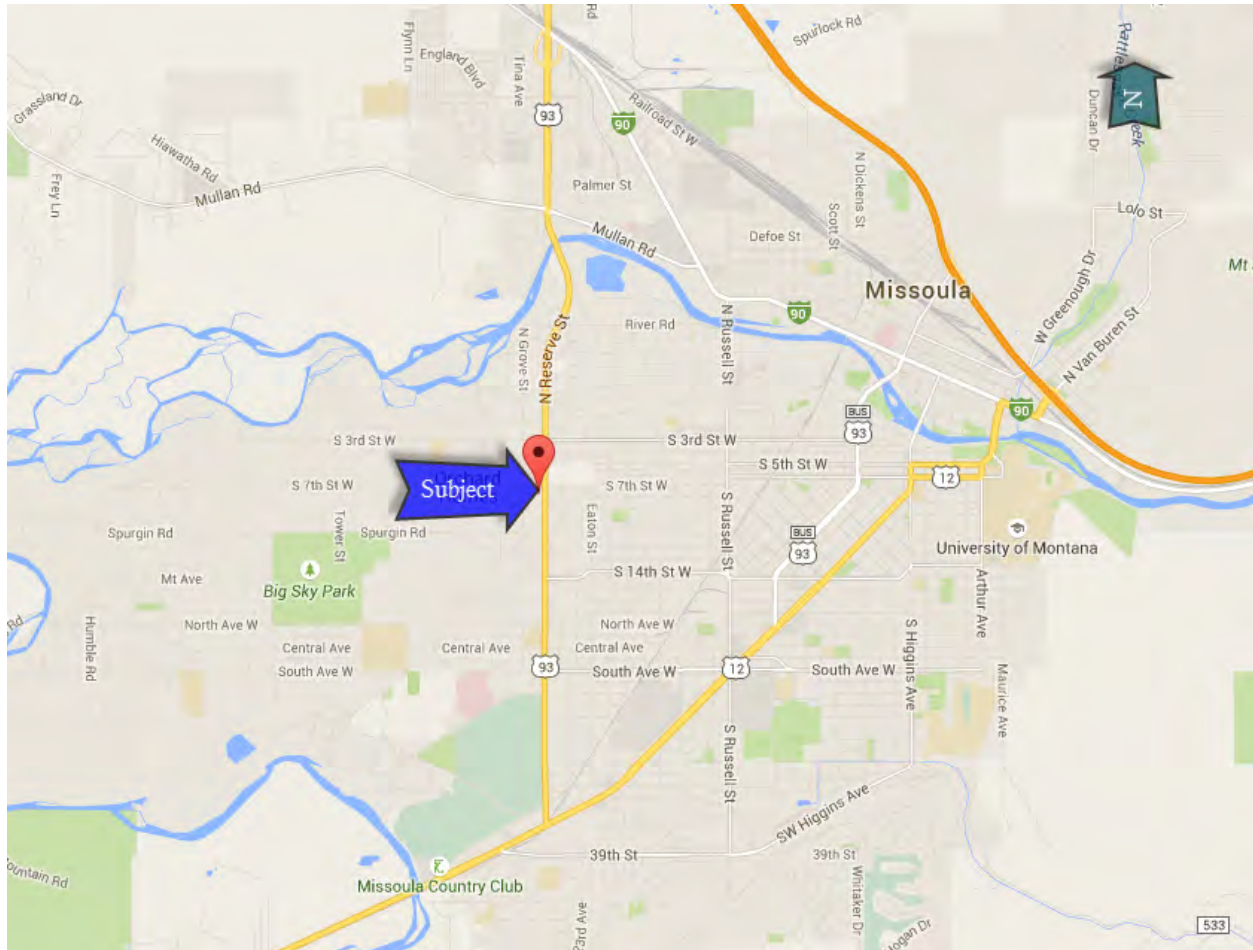 Rd
Spurlock Rd
Flynn Ln
England Blvd
Tina Ave
N
Grassland Dr
93
90
Railroad St W
Duncan Dr
Hiawatha Rd
Mullan Rd
Frey Ln
Palmer St
N Dickens St
Scott St
Lolo St
Mullan Rd
Defoe St
Missoula
W Greenough Dr
Mt
90
N Van Buren St
River Rd
N Russell St
N Grove St
N Reserve St
90
BUS
93
S 3rd St W
S 3rd St W
S 5th St W
12
Orchard
Subject
S 7th St W
S 7th St W
Tower St
Eaton St
S Russell St
Spurgin Rd
Spurgin Rd
BUS
93
University of Montana
Mt Ave
Big Sky Park
S 14th St W
Arthur Ave
Rd
Humble Rd
North Ave W
North Ave W
S Higgins Ave
Central Ave
Central Ave
Central Ave
South Ave W
93
South Ave W
12
South Ave W
Maurice Ave
S Russell St
SW Higgins Ave
39th St
39th St
Missoula Country Club
Whitaker Dr
533